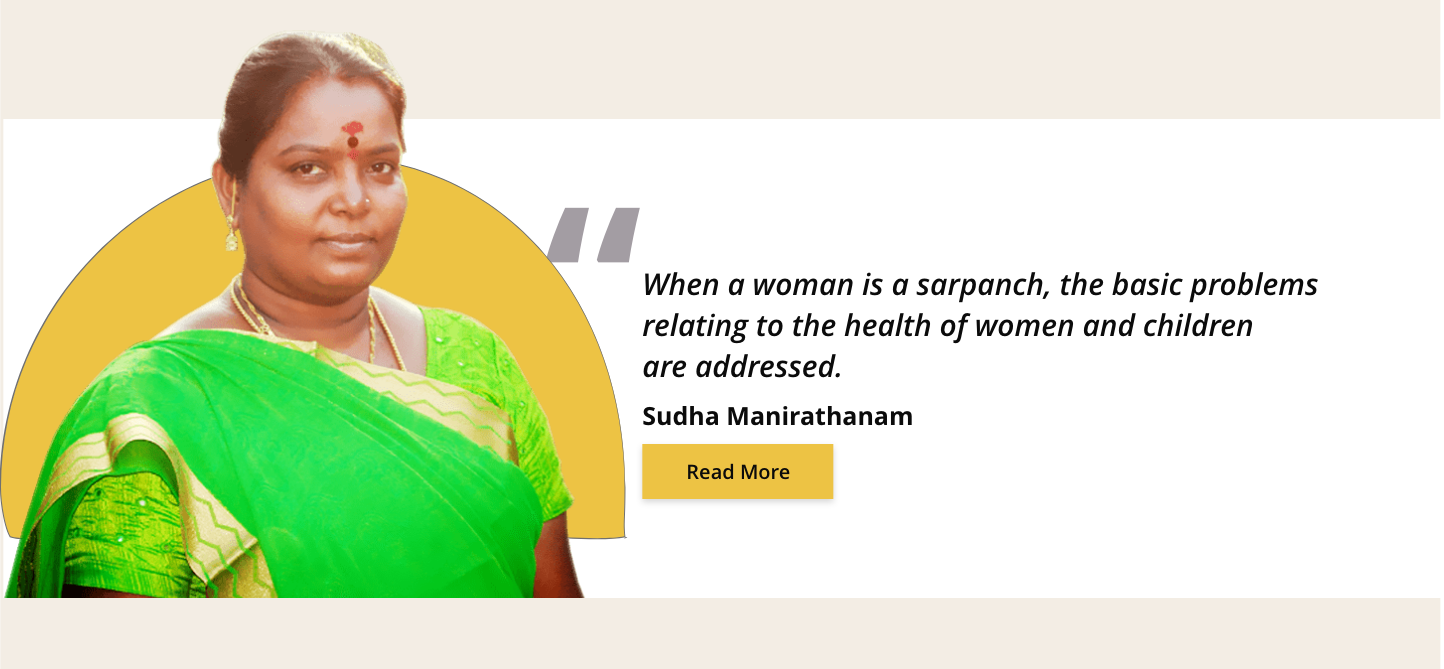 “
When a woman is a sarpanch, the basic problems
relating to the health of women and children
are addressed.
Sudha Manirathanam
Read More